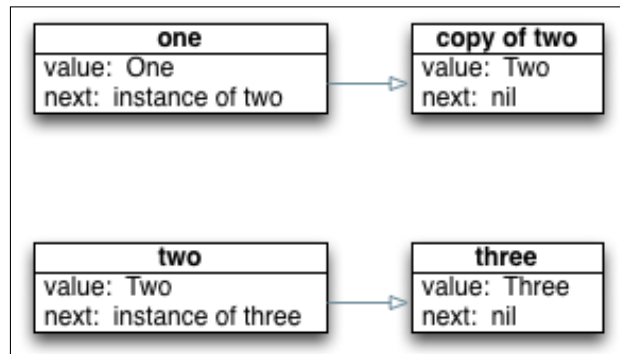 one
value: One
next: instance of two
copy of two
value: Two
next: nil
two
value: Two
next: instance of three
three
value: Three
next: nil